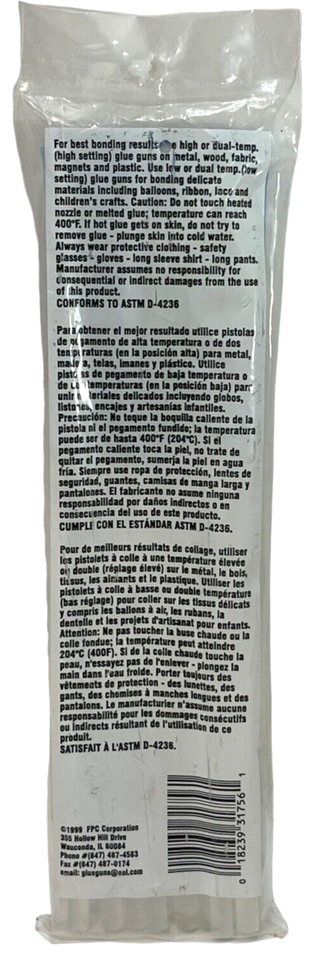 For best bonding results use high or dual-temp.
(high setting) glue guns on metal, wood, fabric,
magnets and plastic. Use low or dual temp.(low
setting) glue guns for bonding delicate
materials including balloons, ribbon, lace and
children's crafts. Caution: Do not touch heated
nozzle or melted glue; temperature can reach
400°F. If hot glue gets on skin, do not try to
remove glue - plunge skin into cold water.
Always wear protective clothing - safety
glasses - gloves - long sleeve shirt - long pants.
Manufacturer assumes no responsibility for
consequential or indirect damages from the use
of this product.
CONFORMS TO ASTM D-4236
Para obtener el mejor resultado utilice pistolas
de pegamento de alta temperatura o de dos
temperaturas (en la posición alta) para metal,
madera, telas, imanes y plástico. Utilice
pistolas de pegamento de baja temperatura o
de dos temperaturas (en la posición baja) para
unir materiales delicados incluyendo globos,
listones, encajes y artesanías infantiles.
Precaución: No toque la boquilla caliente de la
pistola ni el pegamento fundido; la temperatura
puede ser de hasta 400°F (204°C). Si el
pegamento caliente toca la piel, no trate de
quitar el pegamento, sumerja la piel en agua
fría. Siempre use ropa de protección, lentes de
seguridad, guantes, camisas de manga larga y
pantalones. El fabricante no asume ninguna
responsabilidad por daños indirectos o en
consecuencia del uso de este producto.
CUMPLE CON EL ESTÁNDAR ASTM D-4236.
Pour de meilleurs résultats de collage, utiliser
les pistolets à colle à une température élevée
ou double (réglage élevé) sur le métal, le bois,
tissus, les aimants et le plastique. Utiliser les
pistolets à colle à basse ou double température
(bas réglage) pour coller sur les tissus délicats
y compris les ballons à air, les rubans, la
dentelle et les projets d'artisanat pour enfants.
Attention: Ne pas toucher la buse chaude ou la
colle fondue; la température peut atteindre
204°C (400F). Si de la colle chaude touche la
peau, n'essayez pas de l'enlever - plongez la
main dans l'eau froide. Porter toujours des
vêtements de protection - des lunettes, des
gants, des chemises à manches longues et des
pantalons. Le manufacturier n'assume aucune
responsabilité pour les dommages consécutifs
ou indirects résultant de l'utilisation de ce
produit.
SATISFAIT À L'ASTM D-4236.
©1999 FPC Corporation
355 Hollow Hill Drive
Wauconda, IL 60084
Phone #(847) 487-4583
Fax #(847) 487-0174
email: glueguns@aol.com
0 18239 31756 1